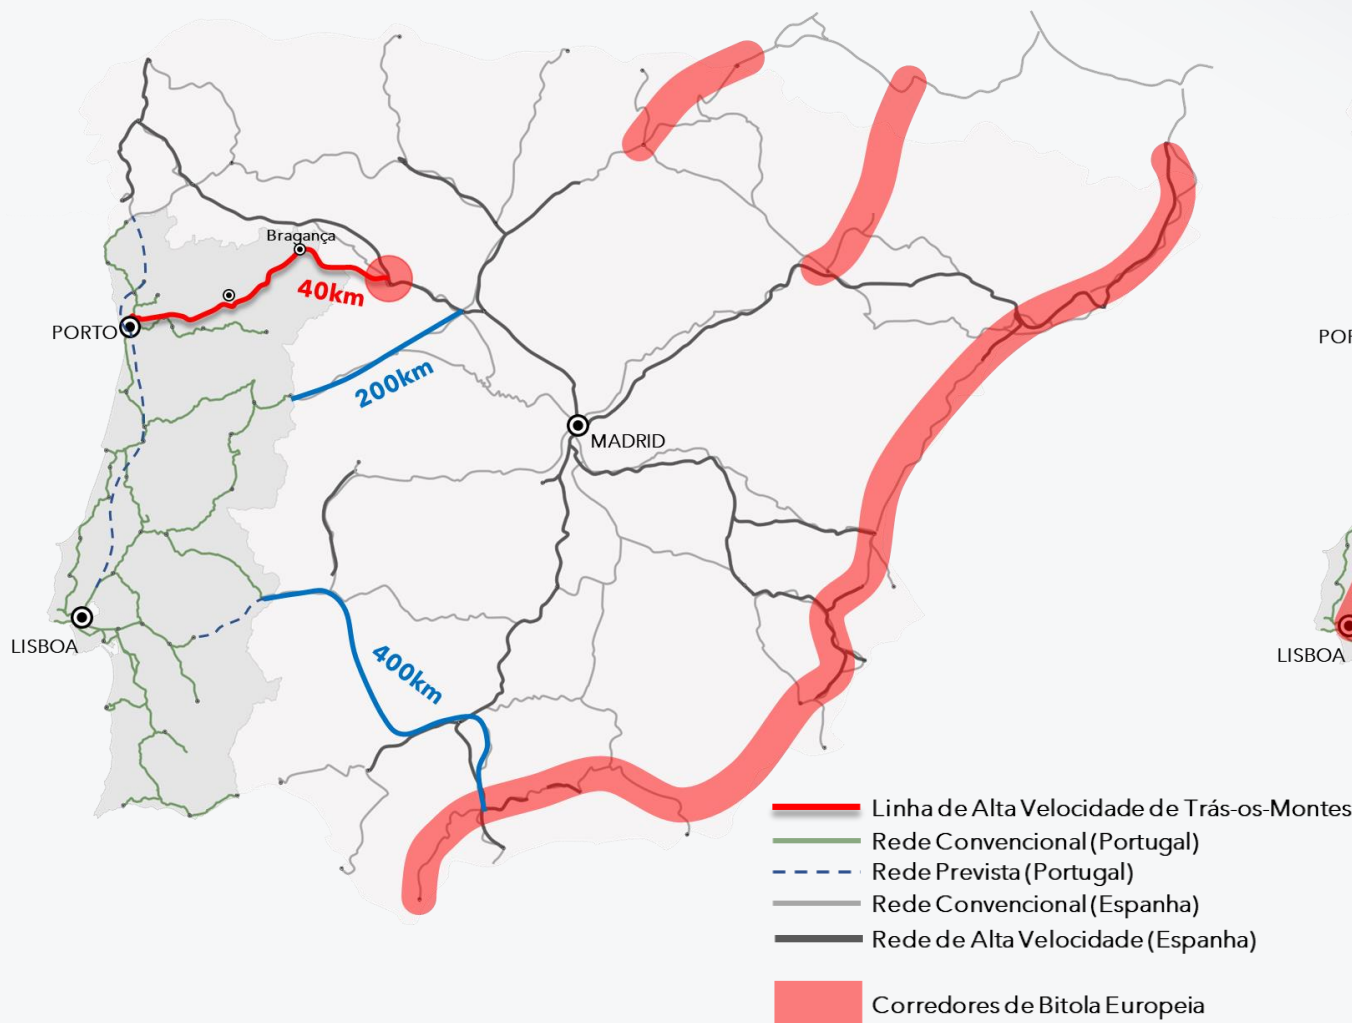 Bragança
40km
PORTO
200km
MADRID
400km
LISBOA
LISBOA
Linha de Alta Velocidade de Trás-os-Montes
Rede Convencional (Portugal)
Rede Prevista (Portugal)
Rede Convencional (Espanha)
Rede de Alta Velocidade (Espanha)
Corredores de Bitola Europeia